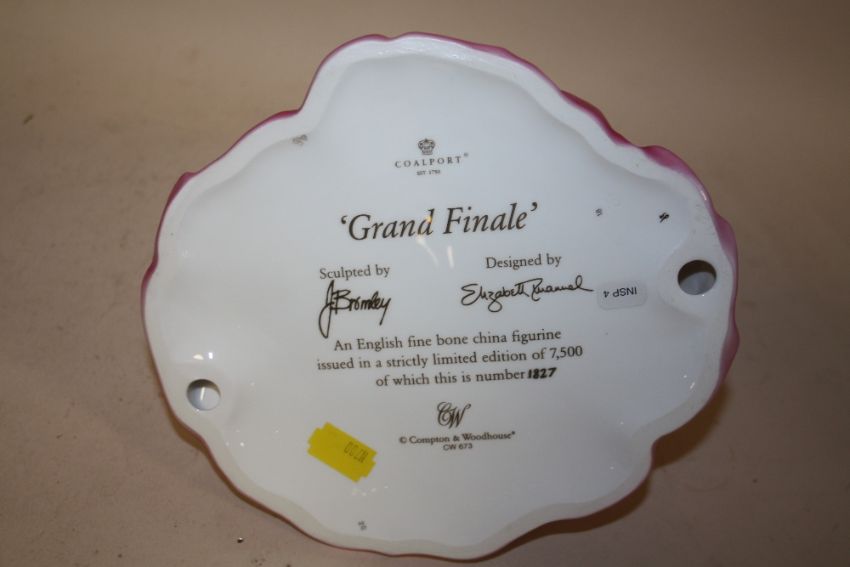 COALPORT®
EST 1750
'Grand Finale'
Sculpted by
J. Bromley
Designed by
Elizabeth Emanuel
INSP 4
An English fine bone china figurine
issued in a strictly limited edition of 7,500
of which this is number 1827
CW
© Compton & Woodhouse®
CW 673